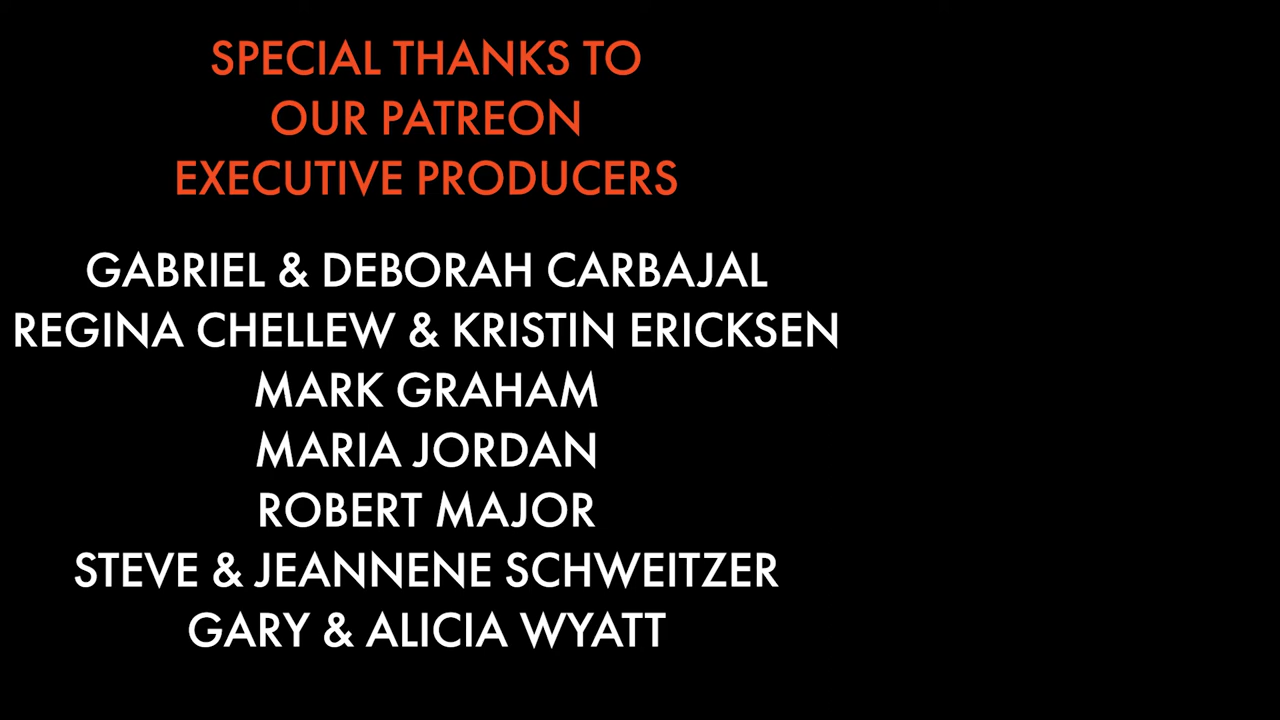 SPECIAL THANKS TO
OUR PATREON
EXECUTIVE PRODUCERS
GABRIEL & DEBORAH CARBAJAL
REGINA CHELLEW & KRISTIN ERICKSEN
MARK GRAHAM
MARIA JORDAN
ROBERT MAJOR
STEVE & JEANNENE SCHWEITZER
GARY & ALICIA WYATT